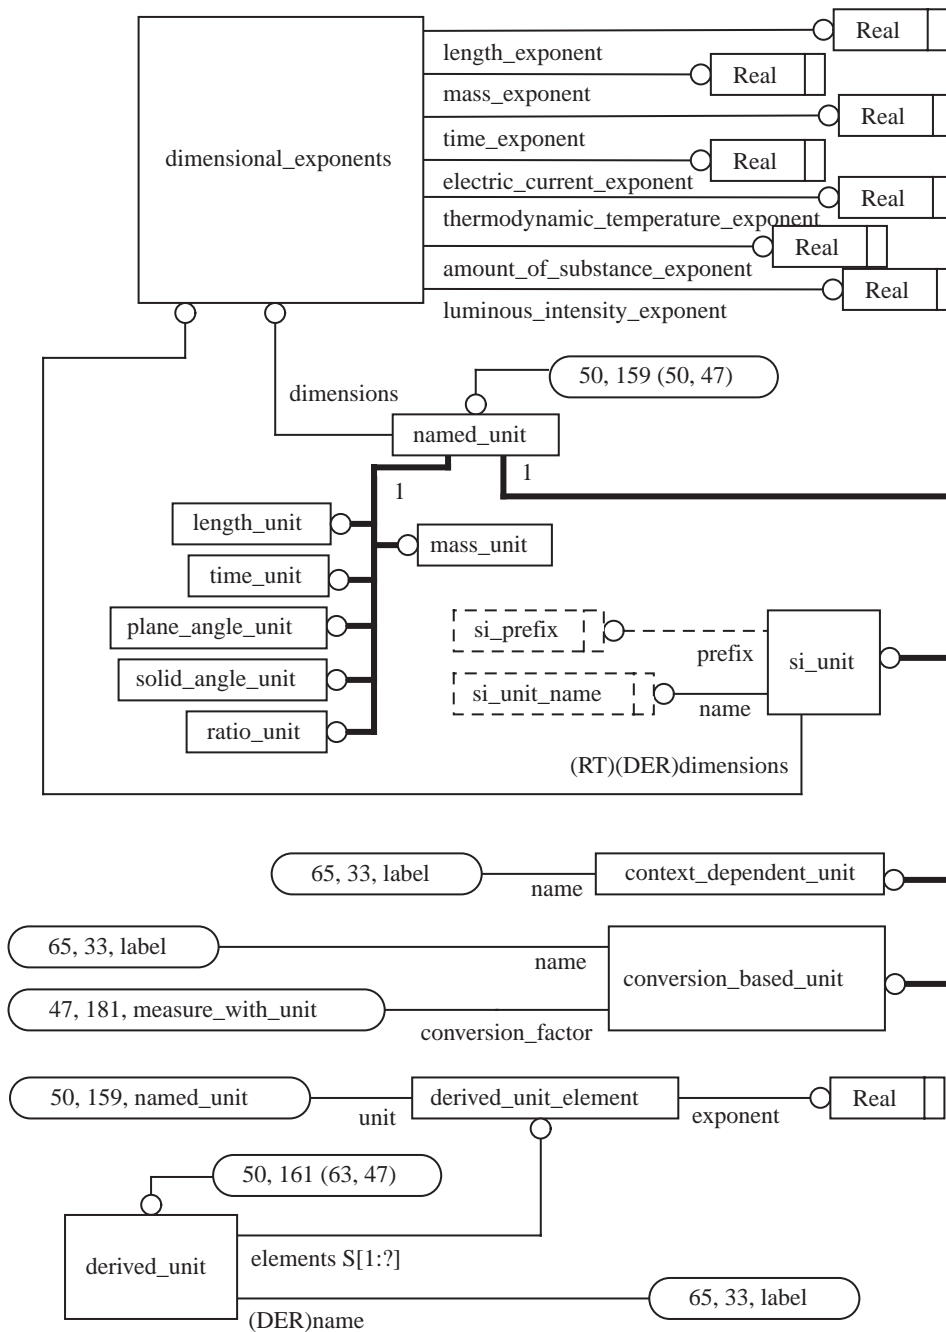 Real
length_exponent
Real
mass_exponent
Real
time_exponent
dimensional_exponents
Real
electric_current_exponent
Real
thermodynamic_temperature_exponent
Real
amount_of_substance_exponent
Real
luminous_intensity_exponent
50, 159 (50, 47)
dimensions
named_unit
1
1
length_unit
mass_unit
time_unit
plane_angle_unit
si_prefix
prefix
si_unit
solid_angle_unit
si_unit_name
name
ratio_unit
(RT)(DER)dimensions
65, 33, label
name
context_dependent_unit
65, 33, label
name
conversion_based_unit
47, 181, measure_with_unit
conversion_factor
50, 159, named_unit
unit
derived_unit_element
exponent
Real
50, 161 (63, 47)
derived_unit
elements S[1:?]
(DER)name
65, 33, label